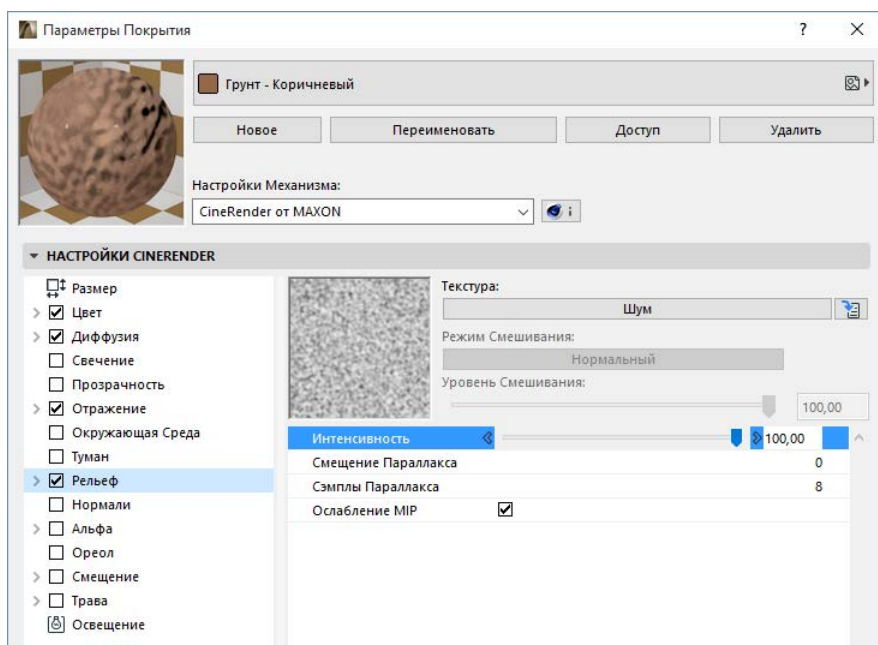 Параметры Покрытия
?
Грунт - Коричневый
Новое
Переименовать
Доступ
Удалить
Настройки Механизма:
CineRender от MAXON
i
НАСТРОЙКИ CINERENDER
Размер
Цвет
Диффузия
Свечение
Прозрачность
Отражение
Окружающая Среда
Туман
Рельеф
Нормали
Альфа
Ореол
Смещение
Трава
Освещение
Текстура:
Шум
Режим Смешивания:
Нормальный
Уровень Смешивания:
100,00
Интенсивность 100,00
Смещение Параллакса 0
Сэмплы Параллакса 8
Ослабление MIP